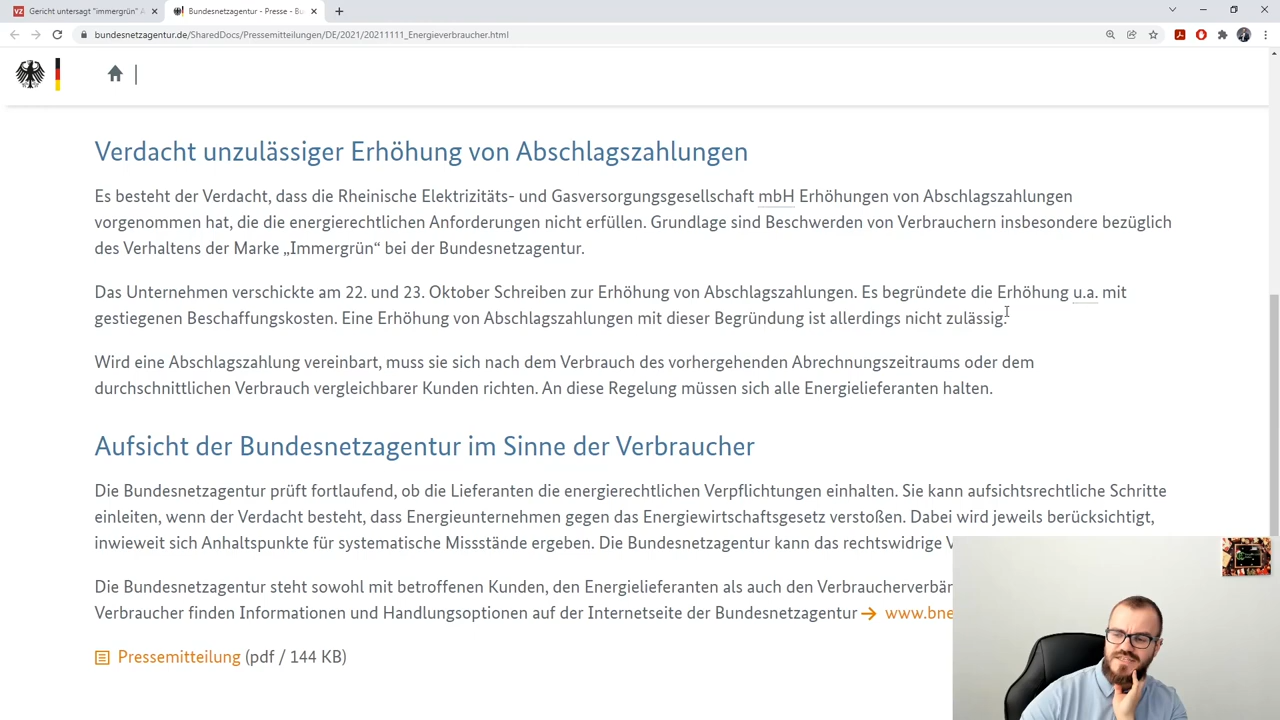 Gericht untersagt "immergrün" A
Bundesnetzagentur - Presse - Bu
bundesnetzagentur.de/SharedDocs/Pressemitteilungen/DE/2021/20211111_Energieverbraucher.html
Verdacht unzulässiger Erhöhung von Abschlagszahlungen
Es besteht der Verdacht, dass die Rheinische Elektrizitäts- und Gasversorgungsgesellschaft mbH Erhöhungen von Abschlagszahlungen
vorgenommen hat, die die energierechtlichen Anforderungen nicht erfüllen. Grundlage sind Beschwerden von Verbrauchern insbesondere bezüglich
des Verhaltens der Marke „Immergrün“ bei der Bundesnetzagentur.
Das Unternehmen verschickte am 22. und 23. Oktober Schreiben zur Erhöhung von Abschlagszahlungen. Es begründete die Erhöhung u.a. mit
gestiegenen Beschaffungskosten. Eine Erhöhung von Abschlagszahlungen mit dieser Begründung ist allerdings nicht zulässig.
Wird eine Abschlagszahlung vereinbart, muss sie sich nach dem Verbrauch des vorhergehenden Abrechnungszeitraums oder dem
durchschnittlichen Verbrauch vergleichbarer Kunden richten. An diese Regelung müssen sich alle Energielieferanten halten.
Aufsicht der Bundesnetzagentur im Sinne der Verbraucher
Die Bundesnetzagentur prüft fortlaufend, ob die Lieferanten die energierechtlichen Verpflichtungen einhalten. Sie kann aufsichtsrechtliche Schritte
einleiten, wenn der Verdacht besteht, dass Energieunternehmen gegen das Energiewirtschaftsgesetz verstoßen. Dabei wird jeweils berücksichtigt,
inwieweit sich Anhaltspunkte für systematische Missstände ergeben. Die Bundesnetzagentur kann das rechtswidrige V
Die Bundesnetzagentur steht sowohl mit betroffenen Kunden, den Energielieferanten als auch den Verbraucherverbän
Verbraucher finden Informationen und Handlungsoptionen auf der Internetseite der Bundesnetzagentur → www.bne
Pressemitteilung (pdf / 144 KB)